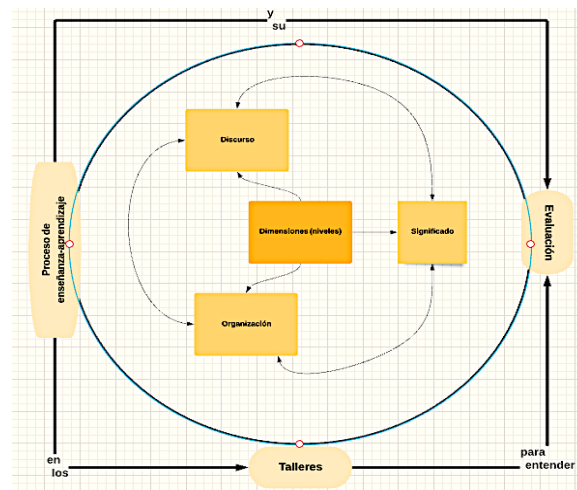 y
su
Discurso
Proceso de
enseñanza-aprendizaje
Dimensiones (niveles)
Significado
Evaluación
Organización
en
los
Talleres
para
entender